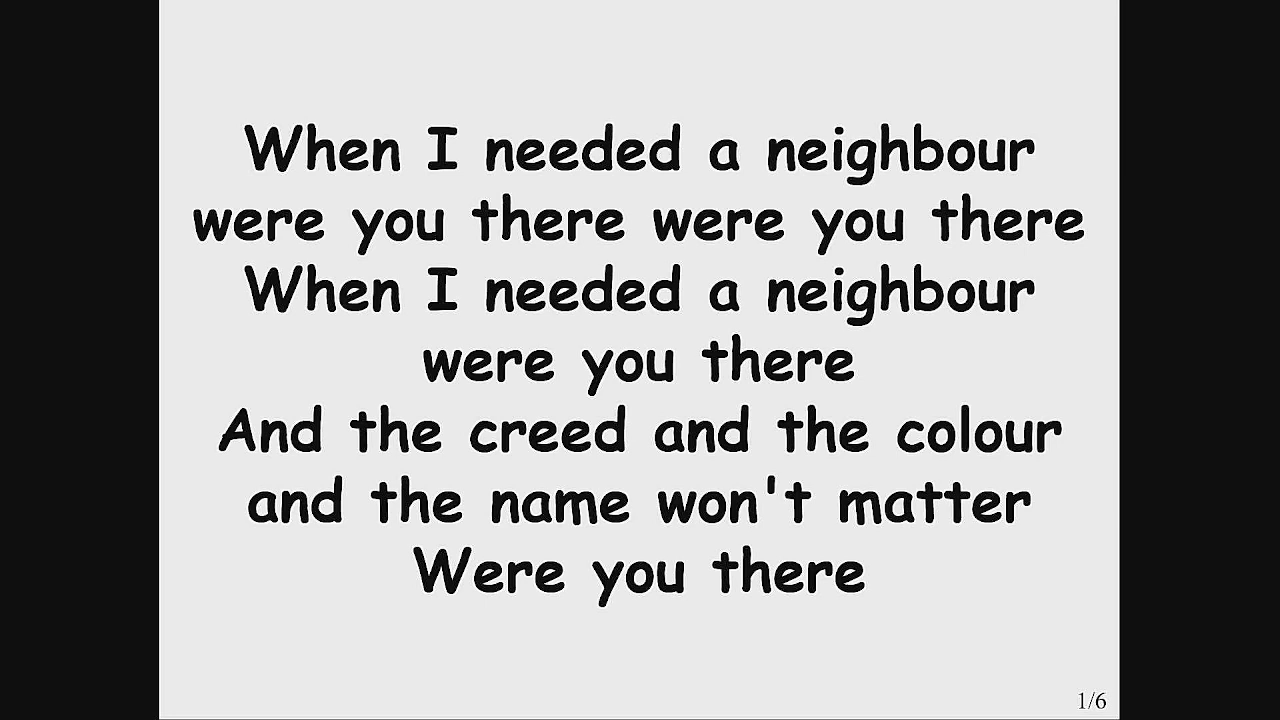 When I needed a neighbour
were you there were you there
When I needed a neighbour
were you there
And the creed and the colour
and the name won't matter
Were you there
1/6